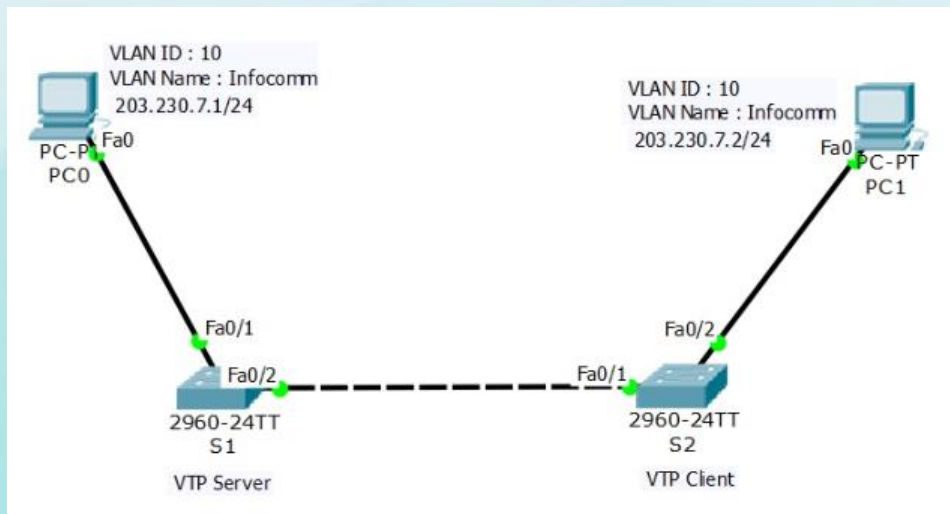 VLAN ID : 10
VLAN Name : Infocomm
203.230.7.1/24
Fa0
PC0
VLAN ID : 10
VLAN Name : Infocomm
203.230.7.2/24
Fa0
PC-PT
PC1
Fa0/1
Fa0/2
2960-24TT
S1
VTP Server
Fa0/2
Fa0/1
2960-24TT
S2
VTP Client